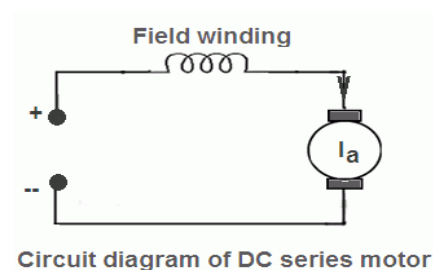 Field winding
+
Ia
--
Circuit diagram of DC series motor